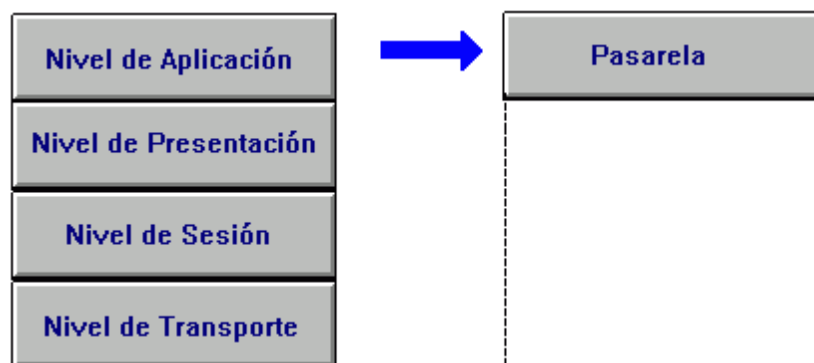 Nivel de Aplicación
Pasarela
Nivel de Presentación
Nivel de Sesión
Nivel de Transporte